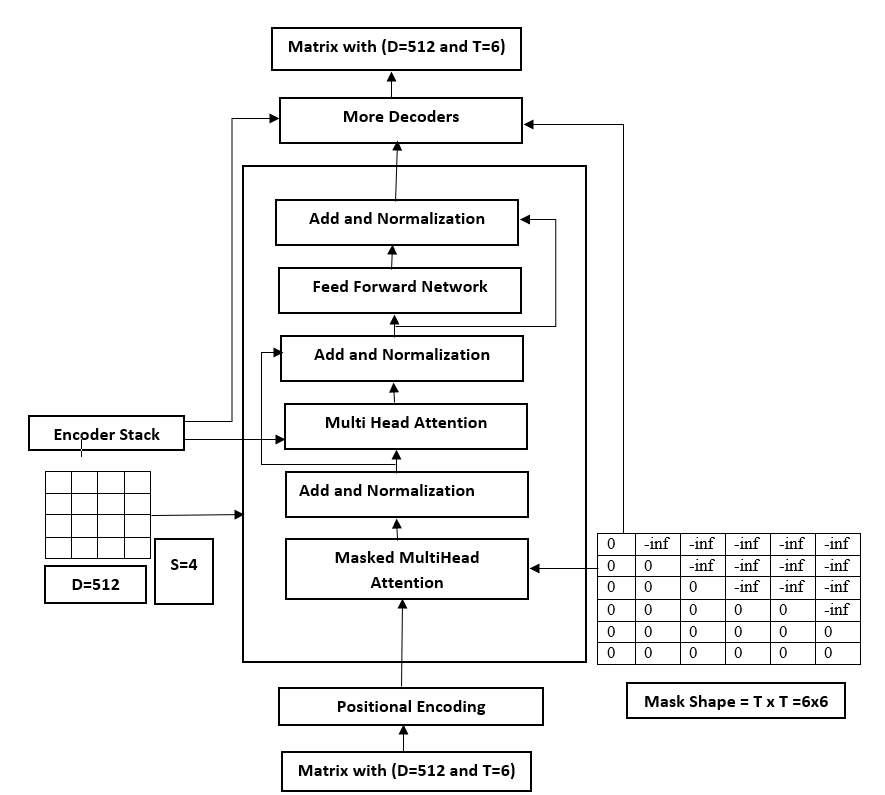 Matrix with (D=512 and T=6)
More Decoders
Add and Normalization
Feed Forward Network
Add and Normalization
Multi Head Attention
Encoder Stack
Add and Normalization
Masked MultiHead
Attention
D=512
S=4
0 -inf -inf -inf -inf -inf
0 0 -inf -inf -inf -inf
0 0 0 -inf -inf -inf
0 0 0 0 0 -inf
0 0 0 0 0 0
0 0 0 0 0 0
Mask Shape = T x T =6x6
Positional Encoding
Matrix with (D=512 and T=6)